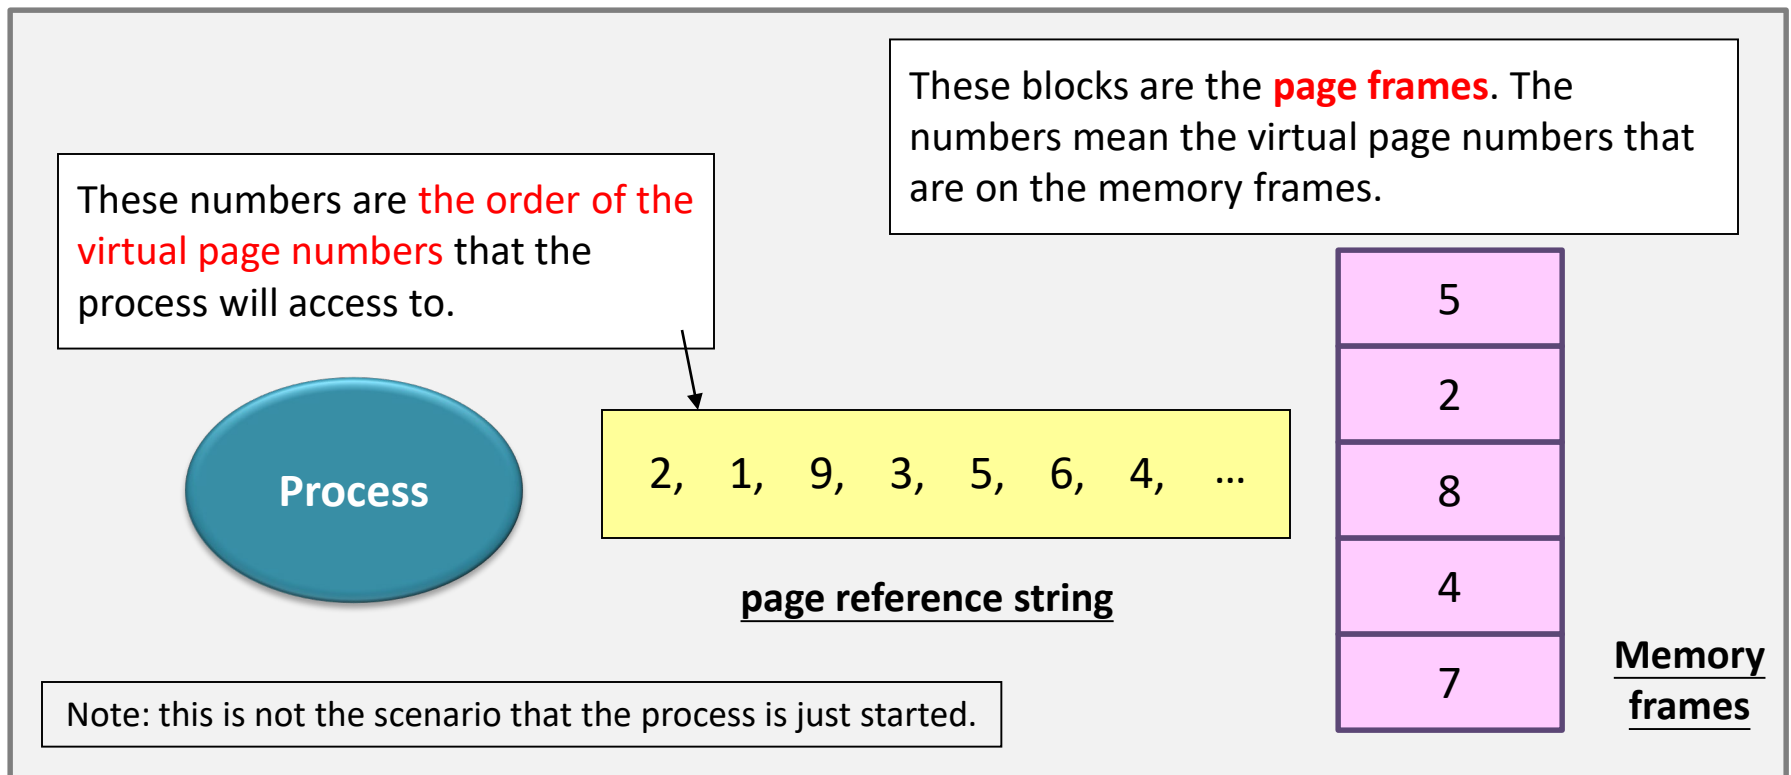 These blocks are the page frames. The
numbers mean the virtual page numbers that
are on the memory frames.
These numbers are the order of the
virtual page numbers that the
process will access to.
Process
2, 1, 9, 3, 5, 6, 4, ...
page reference string
5
2
8
4
7
Memory
frames
Note: this is not the scenario that the process is just started.